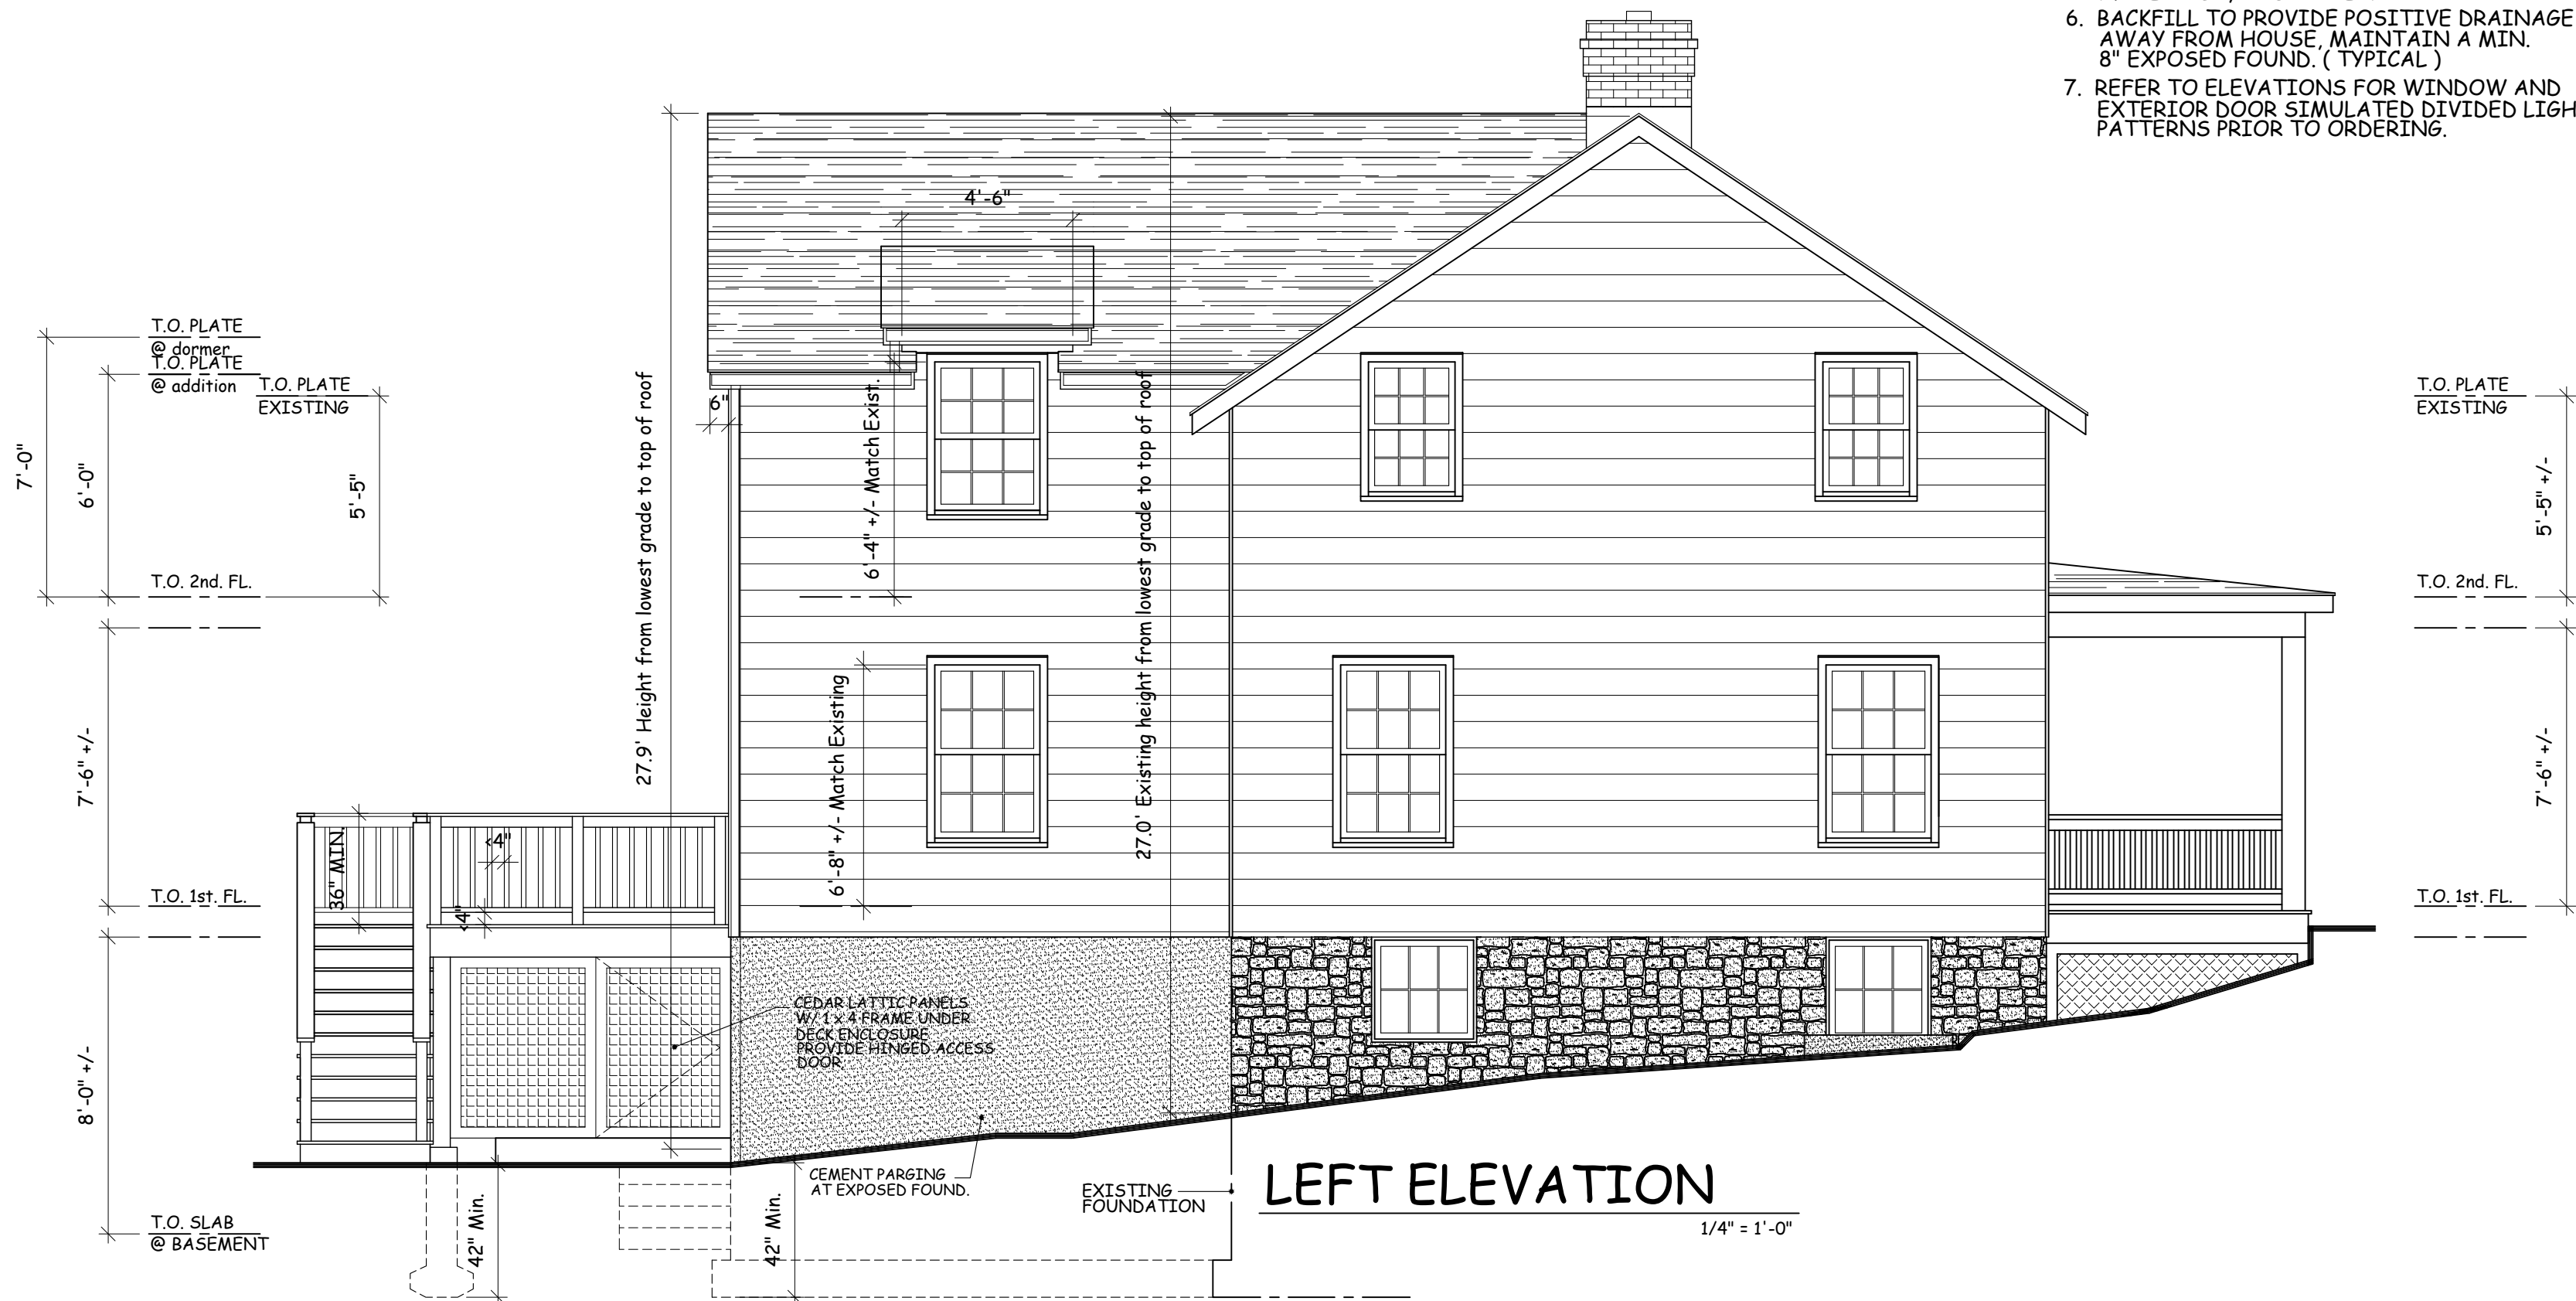 6. BACKFILL TO PROVIDE POSITIVE DRAINAGE
AWAY FROM HOUSE, MAINTAIN A MIN.
8" EXPOSED FOUND. ( TYPICAL )
7. REFER TO ELEVATIONS FOR WINDOW AND
EXTERIOR DOOR SIMULATED DIVIDED LIGH
PATTERNS PRIOR TO ORDERING.
4'-6"
T.O. PLATE
@ dormer
T.O. PLATE
@ addition
T.O. PLATE
EXISTING
7'-0"
6'-0"
5'-5"
6"
27.9' Height from lowest grade to top of roof
6'-4" +/- Match Exist.
27.0' Existing height from lowest grade to top of roof
T.O. PLATE
EXISTING
5'-5" +/-
T.O. 2nd. FL.
T.O. 2nd. FL.
7'-6" +/-
6'-8" +/- Match Existing
7'-6" +/-
36" MIN.
<4"
<4"
T.O. 1st. FL.
T.O. 1st. FL.
8'-0" +/-
CEDAR LATTIC PANELS
W/ 1 x 4 FRAME UNDER
DECK ENCLOSURE
PROVIDE HINGED ACCESS
DOOR
CEMENT PARGING
AT EXPOSED FOUND.
EXISTING
FOUNDATION
LEFT ELEVATION
1/4" = 1'-0"
T.O. SLAB
@ BASEMENT
42" Min.
42" Min.